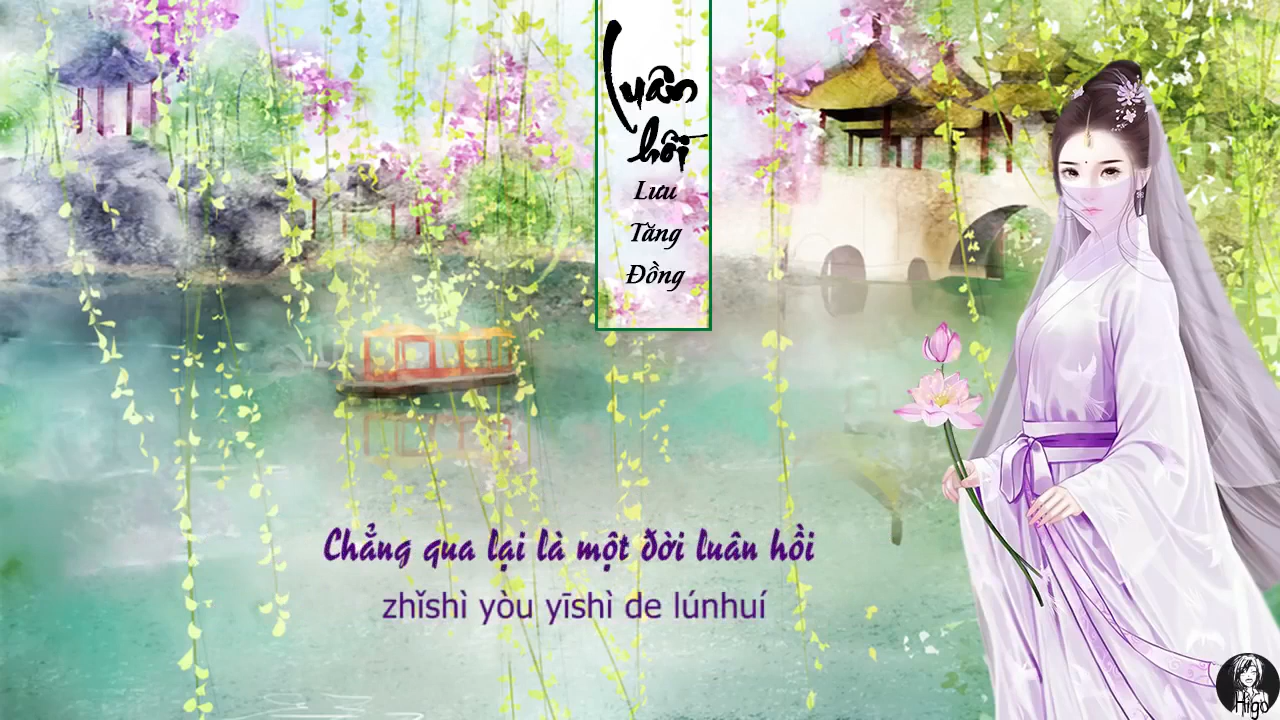 Luân
hồi
Lưu
Tăng
Đồng
Chẳng qua lại là một đời luân hồi
zhǐshì yòu yīshì de lúnhuí
Higo